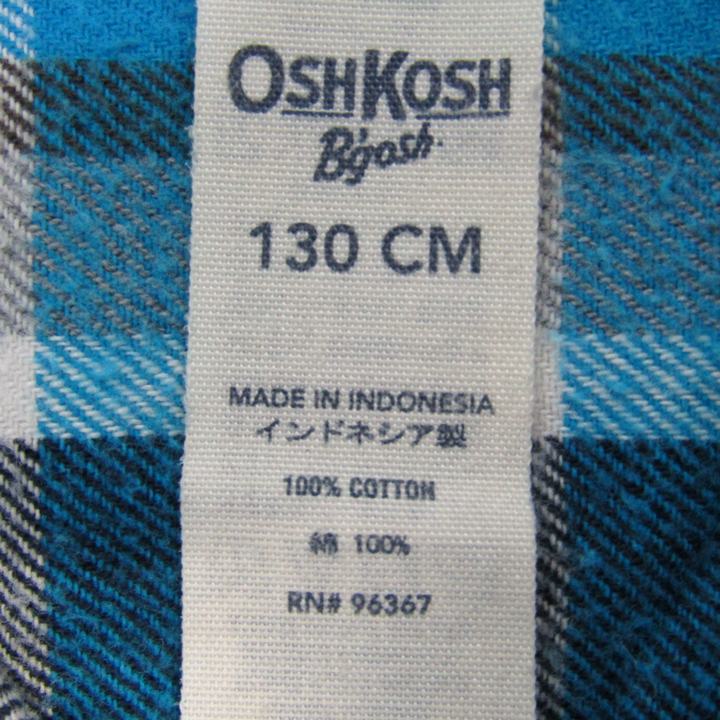 OSHKOSH
B'gosh.
130 CM
MADE IN INDONESIA
インドネシア製
100% COTTON
綿 100%
RN# 96367